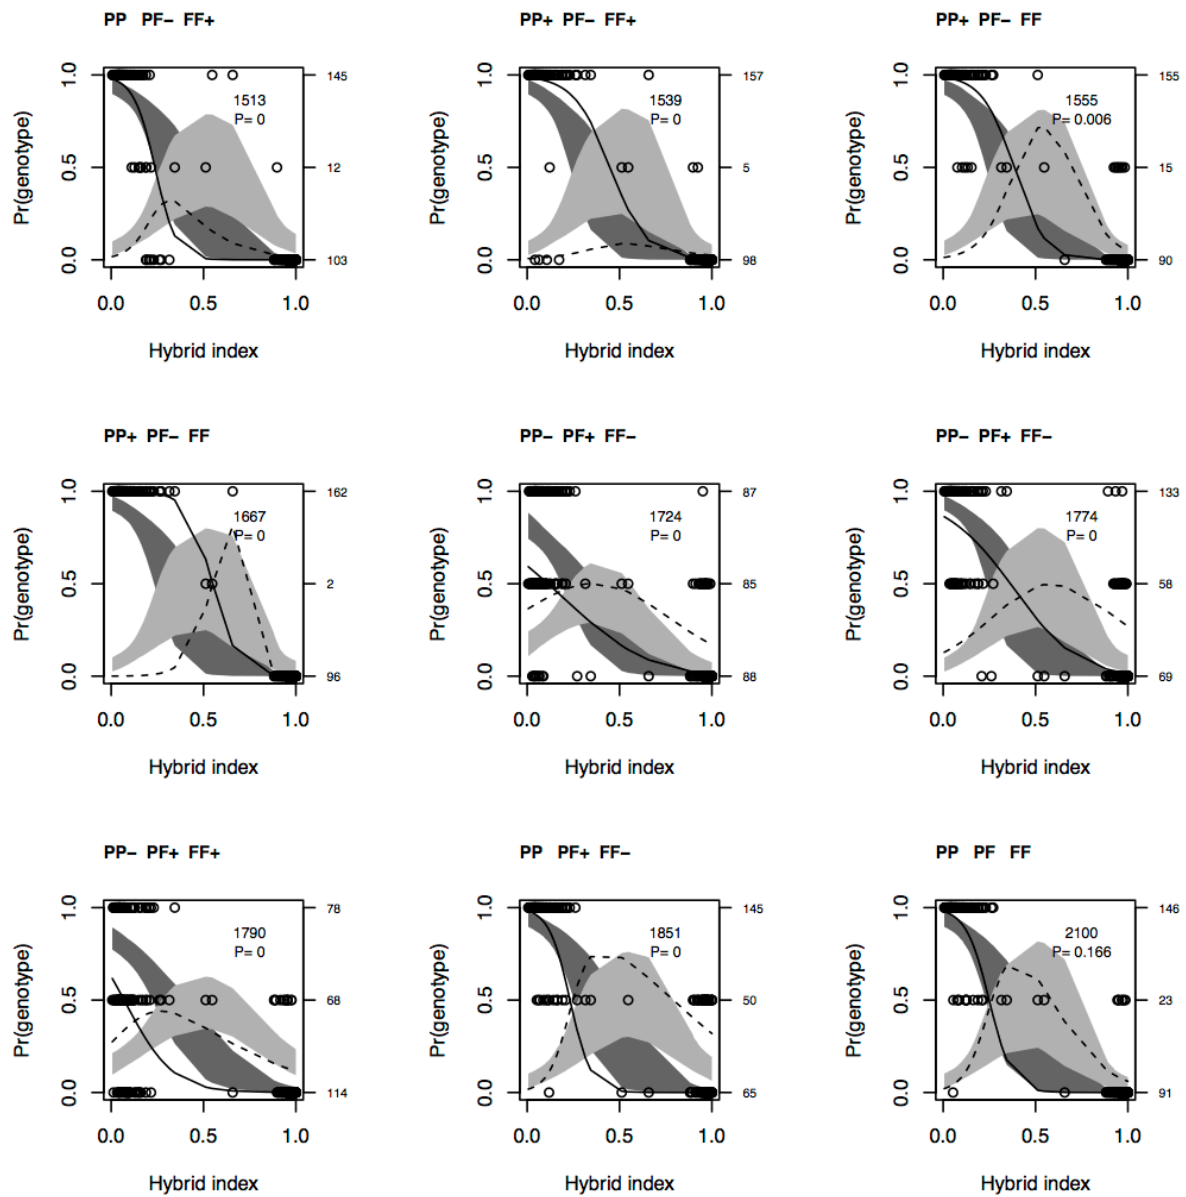 PP PF− FF+
1.0
0.5
0.0
Pr(genotype)
1513
P= 0
145
12
103
0.0 0.5 1.0
Hybrid index
PP+ PF− FF+
1.0
0.5
0.0
Pr(genotype)
1539
P= 0
157
5
98
0.0 0.5 1.0
Hybrid index
PP+ PF− FF
1.0
0.5
0.0
Pr(genotype)
1555
P= 0.006
155
15
90
0.0 0.5 1.0
Hybrid index
PP+ PF− FF
1.0
0.5
0.0
Pr(genotype)
1667
P= 0
162
2
96
0.0 0.5 1.0
Hybrid index
PP− PF+ FF−
1.0
0.5
0.0
Pr(genotype)
1724
P= 0
87
85
88
0.0 0.5 1.0
Hybrid index
PP− PF+ FF−
1.0
0.5
0.0
Pr(genotype)
1774
P= 0
133
58
69
0.0 0.5 1.0
Hybrid index
PP− PF+ FF+
1.0
0.5
0.0
Pr(genotype)
1790
P= 0
78
68
114
0.0 0.5 1.0
Hybrid index
PP PF+ FF−
1.0
0.5
0.0
Pr(genotype)
1851
P= 0
145
50
65
0.0 0.5 1.0
Hybrid index
PP PF FF
1.0
0.5
0.0
Pr(genotype)
2100
P= 0.166
146
23
91
0.0 0.5 1.0
Hybrid index